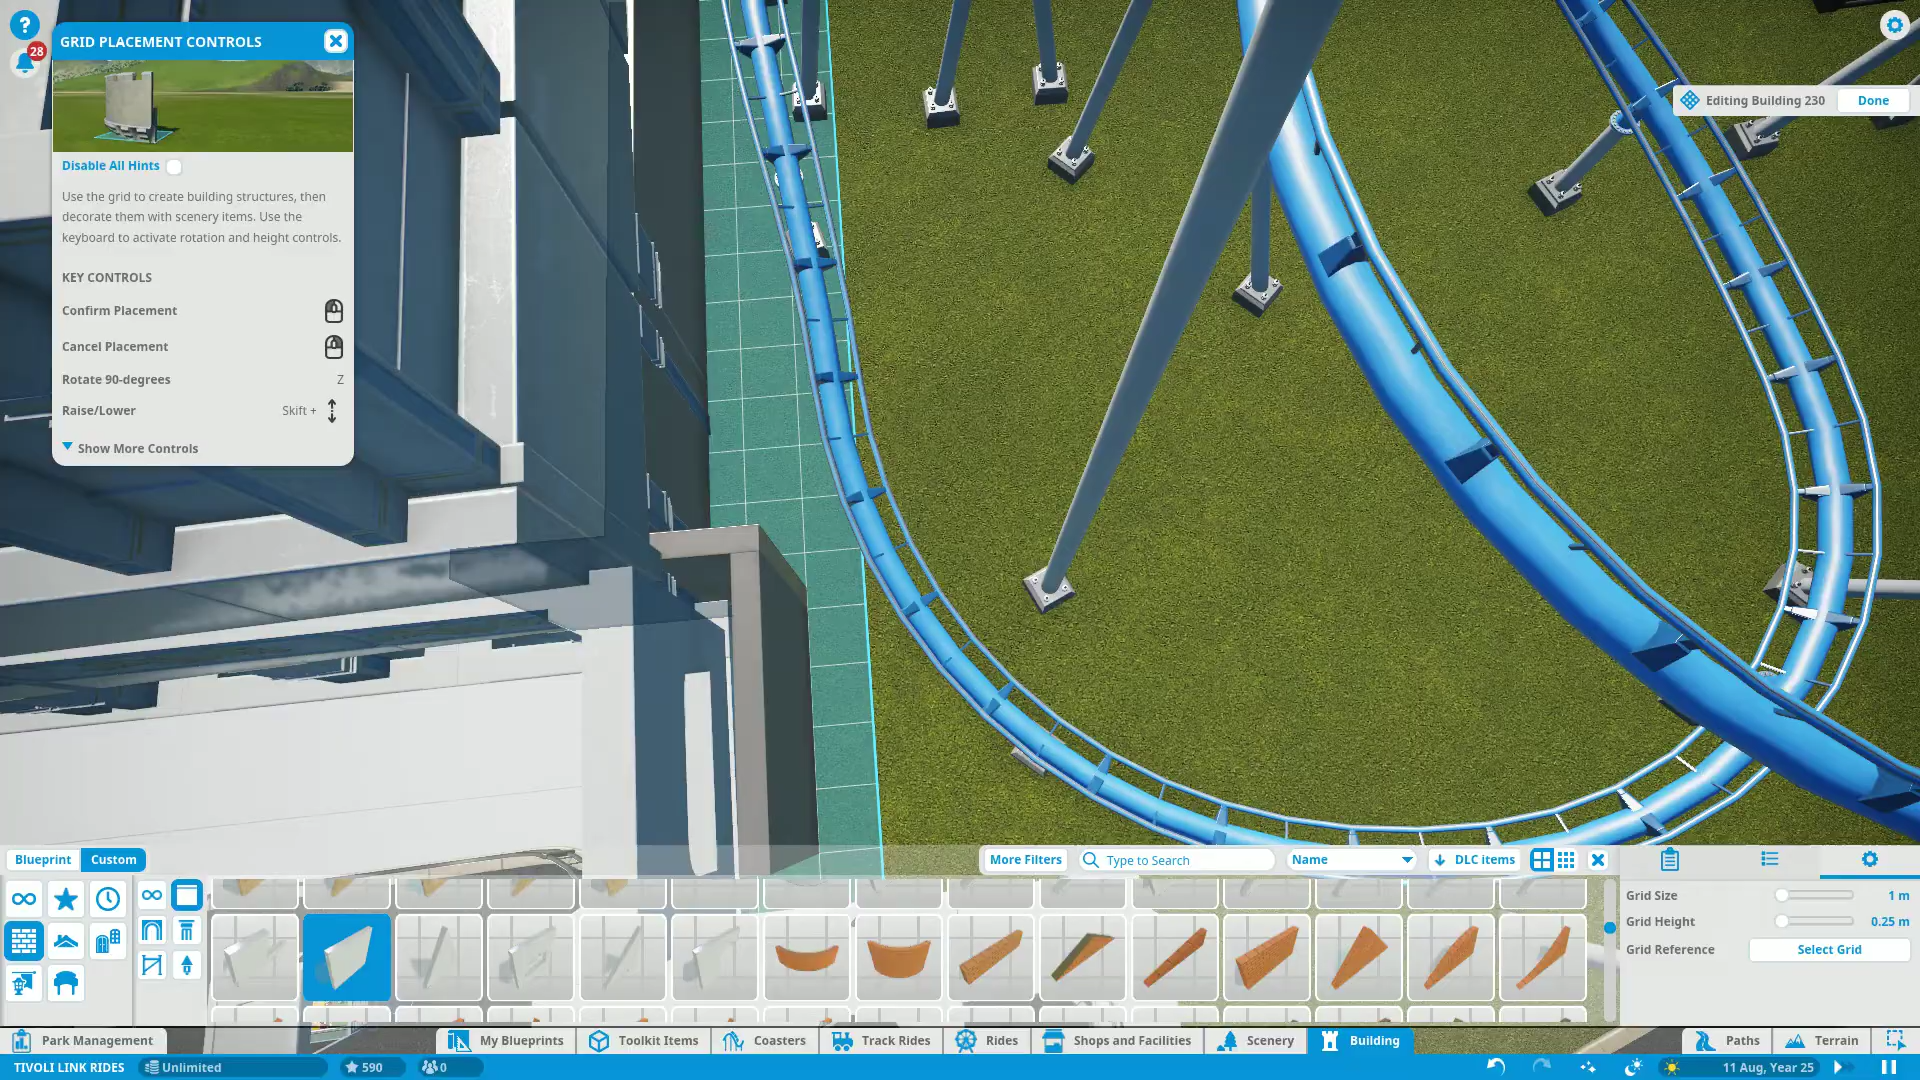 GRID PLACEMENT CONTROLS
28
Disable All Hints
Use the grid to create building structures, then
decorate them with scenery items. Use the
keyboard to activate rotation and height controls.
KEY CONTROLS
Confirm Placement
Cancel Placement
Rotate 90-degrees Z
Raise/Lower Skift +
Show More Controls
Editing Building 230 Done
Blueprint Custom
More Filters Type to Search Name DLC items
Grid Size 1 m
Grid Height 0.25 m
Grid Reference Select Grid
Park Management My Blueprints Toolkit Items Coasters Track Rides Rides Shops and Facilities Scenery Building Paths Terrain
TIVOLI LINK RIDES Unlimited 590 0 11 Aug, Year 25